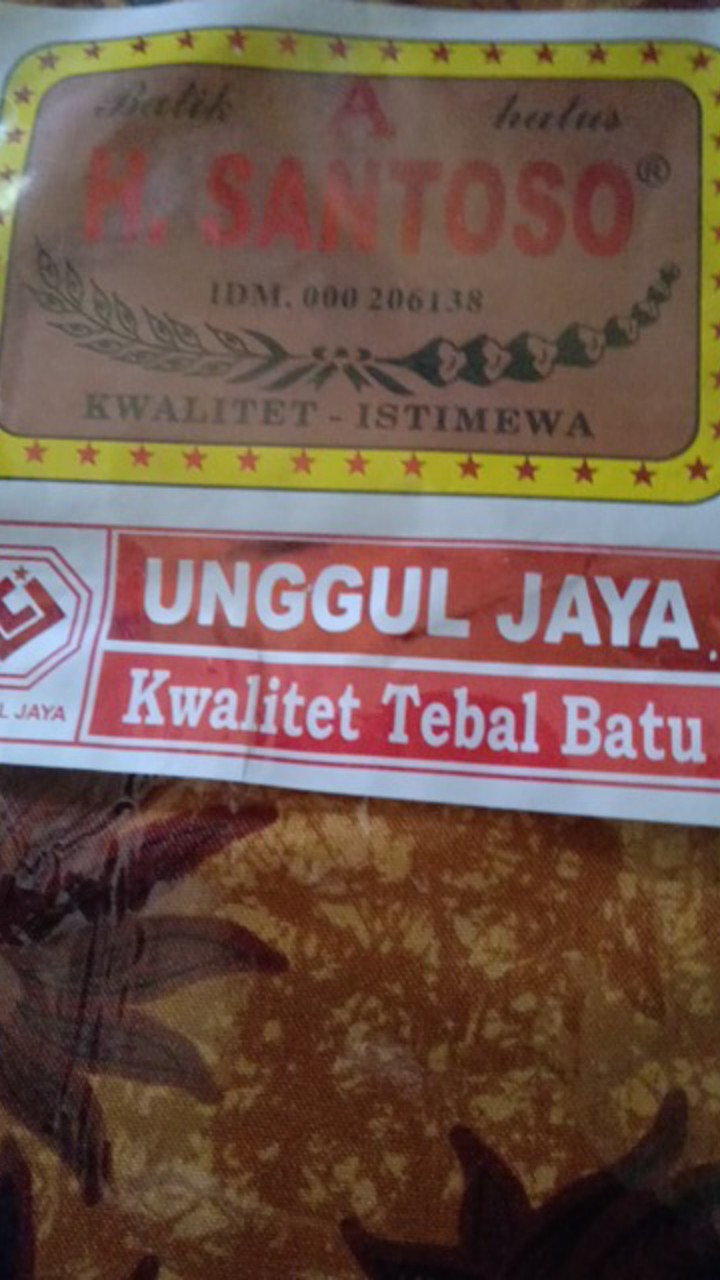 Batik A halus
H. SANTOSO®
IDM. 000 206138
KWALITET - ISTIMEWA
UNGGUL JAYA
Kwalitet Tebal Batu
L JAYA